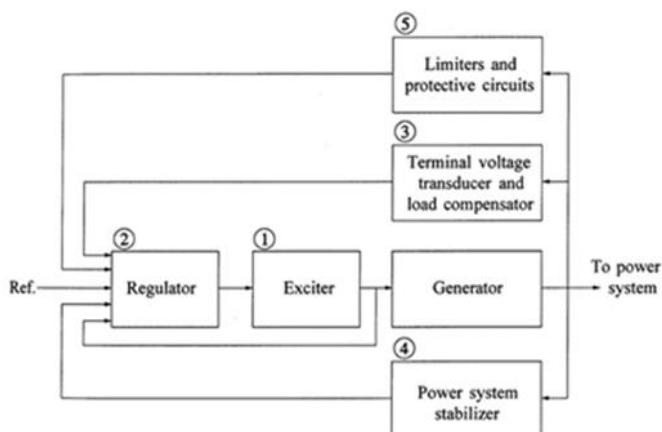 ⑤
Limiters and
protective circuits
③
Terminal voltage
transducer and
load compensator
②
①
Ref.
Regulator
Exciter
Generator
To power
system
④
Power system
stabilizer